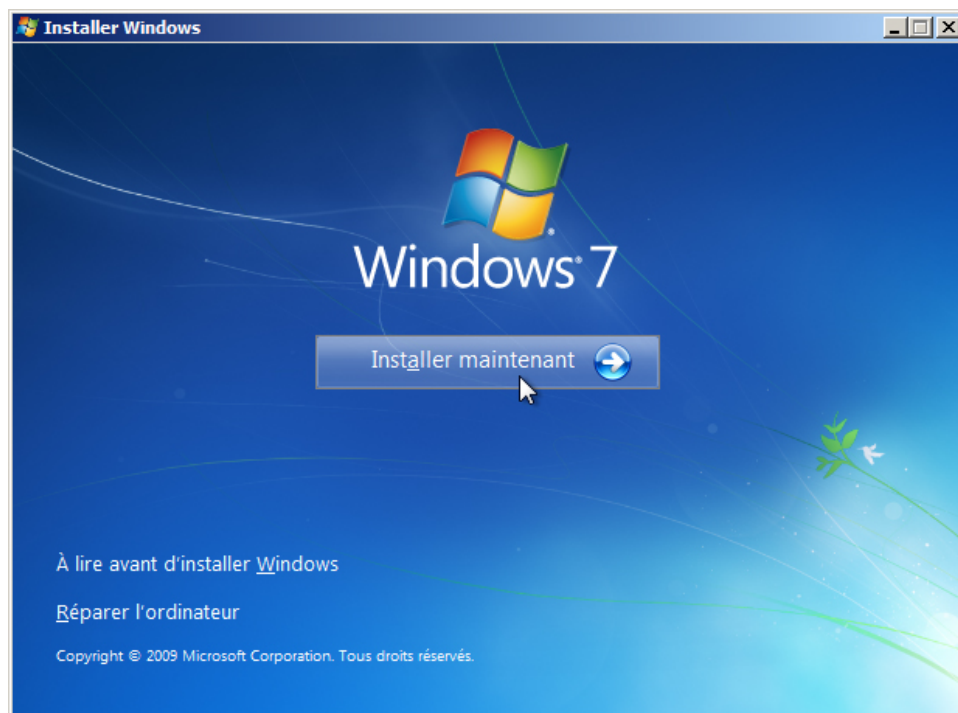 Installer Windows
Windows® 7
Installer maintenant
À lire avant d'installer Windows
Réparer l'ordinateur
Copyright © 2009 Microsoft Corporation. Tous droits réservés.